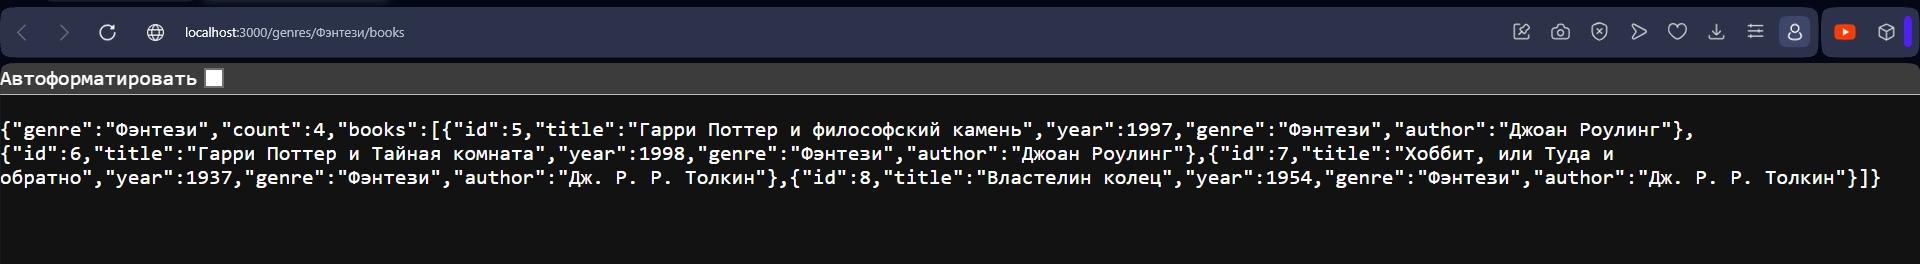 localhost:3000/genres/Фэнтези/books
Автоформатировать
{"genre":"Фэнтези","count":4,"books":[{"id":5,"title":"Гарри Поттер и философский камень","year":1997,"genre":"Фэнтези","author":"Джоан Роулинг"},
{"id":6,"title":"Гарри Поттер и Тайная комната","year":1998,"genre":"Фэнтези","author":"Джоан Роулинг"},{"id":7,"title":"Хоббит, или Туда и
обратно","year":1937,"genre":"Фэнтези","author":"Дж. Р. Р. Толкин"},{"id":8,"title":"Властелин колец","year":1954,"genre":"Фэнтези","author":"Дж. Р. Р. Толкин"}]}